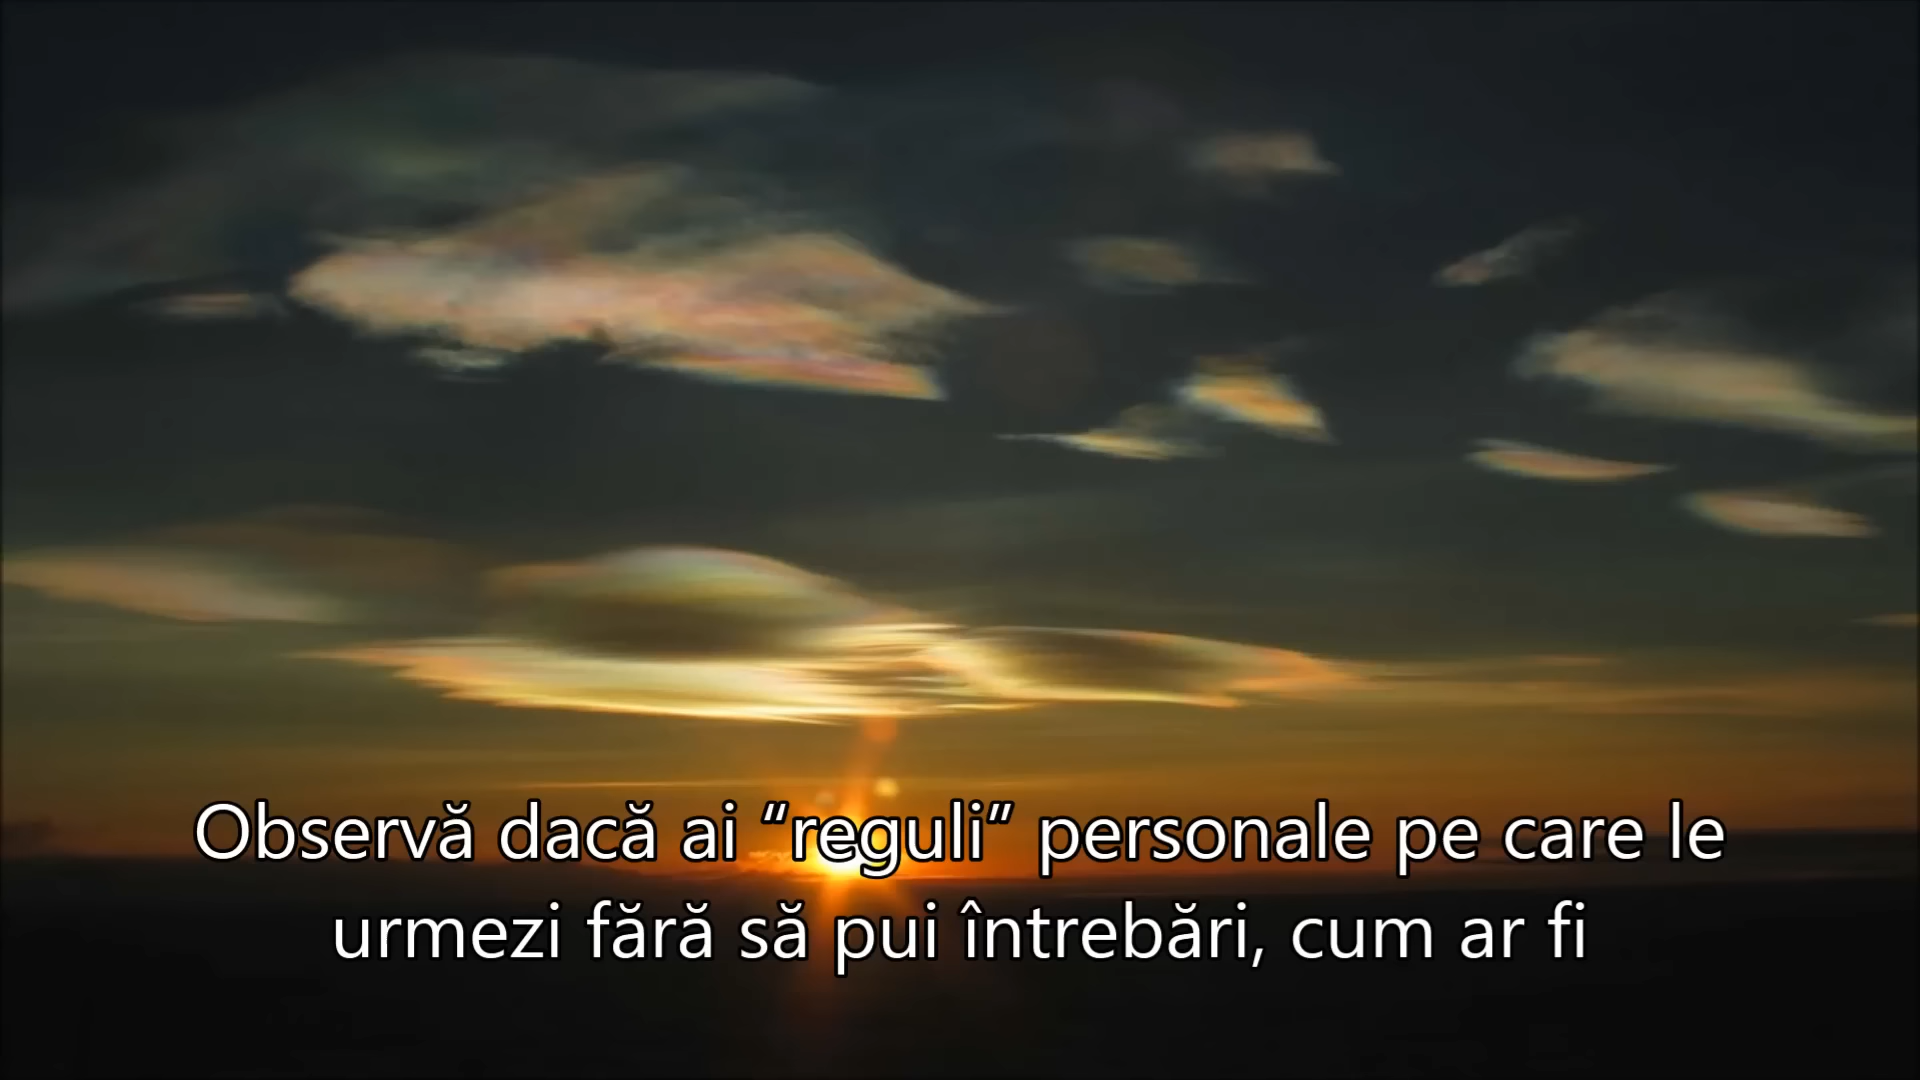 Observă dacă ai “reguli” personale pe care le
urmezi fără să pui întrebări, cum ar fi